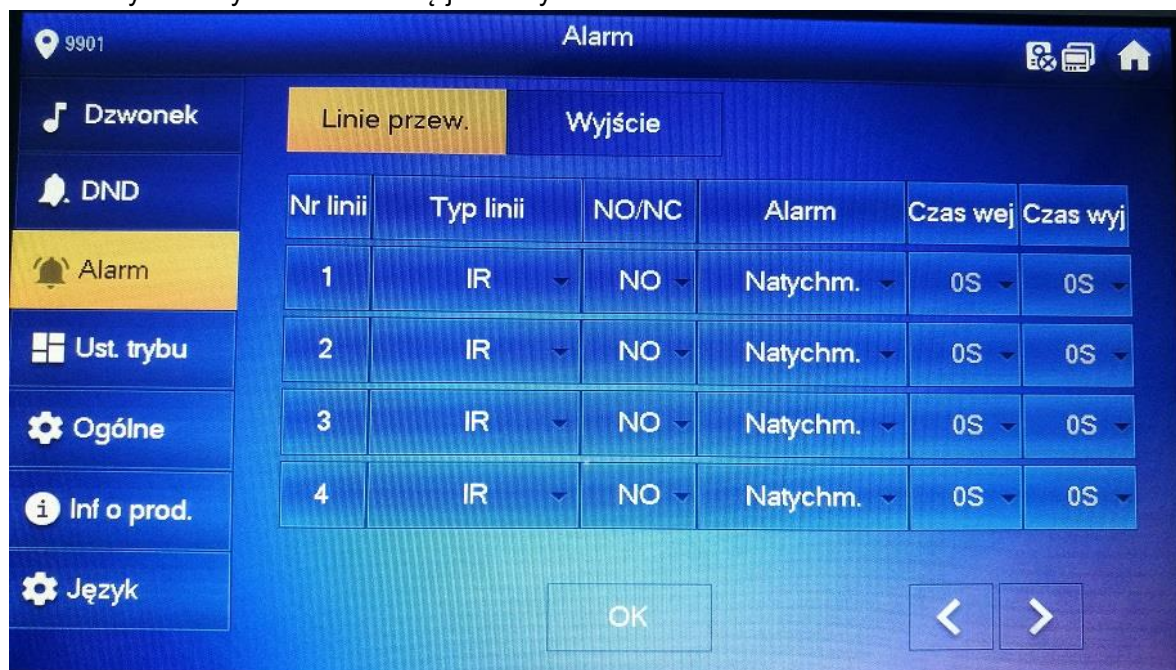 9901
Alarm
Dzwonek
DND
Alarm
Ust. trybu
Ogólne
Inf o prod.
Język
Linie przew. Wyjście
Nr linii Typ linii NO/NC Alarm Czas wej Czas wyj
1 IR NO Natychm. 0S 0S
2 IR NO Natychm. 0S 0S
3 IR NO Natychm. 0S 0S
4 IR NO Natychm. 0S 0S
OK